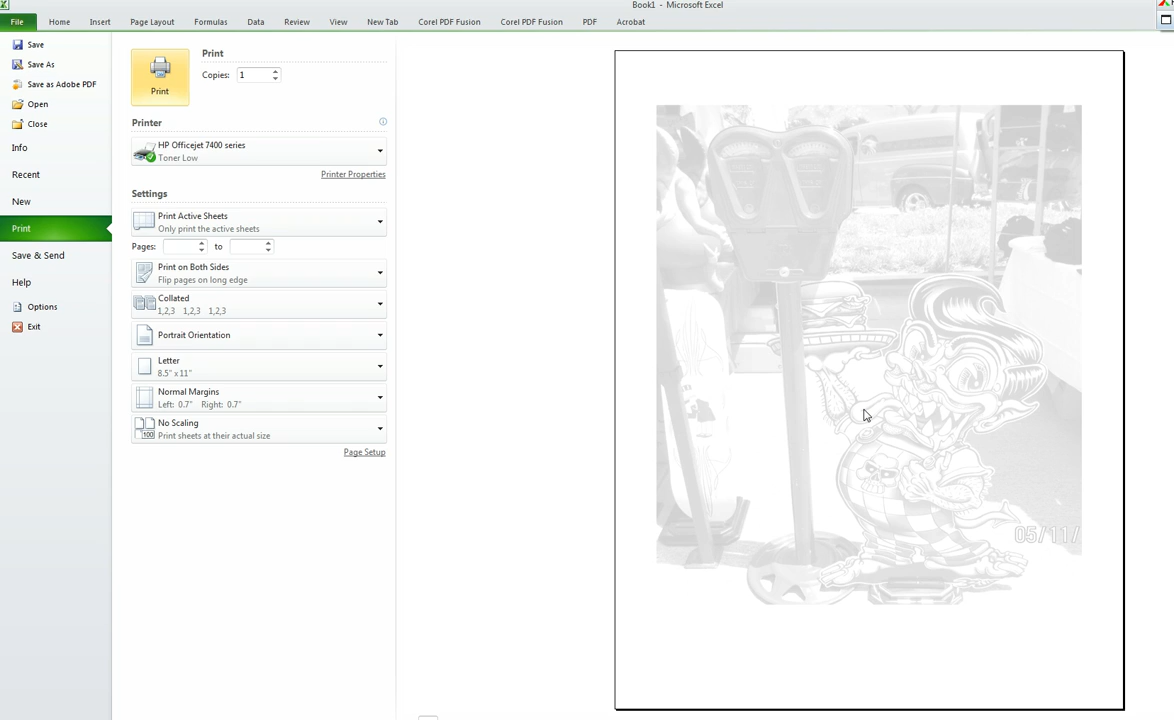 Book1 - Microsoft Excel
File Home Insert Page Layout Formulas Data Review View New Tab Corel PDF Fusion Corel PDF Fusion PDF Acrobat
Save
Save As
Save as Adobe PDF
Open
Close
Info
Recent
New
Print
Save & Send
Help
Options
Exit
Print
Print
Copies: 1
Printer
HP Officejet 7400 series
Toner Low
Printer Properties
Settings
Print Active Sheets
Only print the active sheets
Pages: to
Print on Both Sides
Flip pages on long edge
Collated
1,2,3 1,2,3 1,2,3
Portrait Orientation
Letter
8.5" x 11"
Normal Margins
Left: 0.7" Right: 0.7"
No Scaling
100
Print sheets at their actual size
Page Setup
05/11/